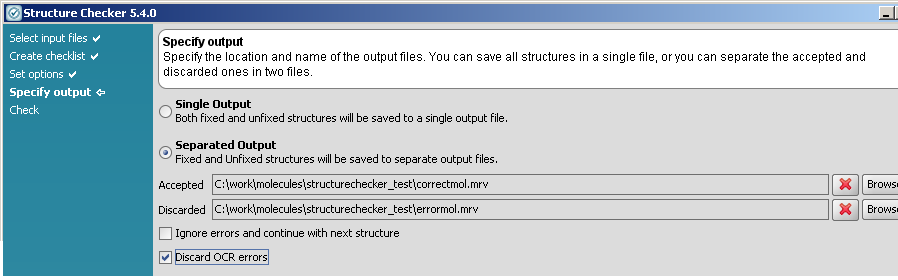 Structure Checker 5.4.0
Select input files
Create checklist
Set options
Specify output
Check
Specify output
Specify the location and name of the output files. You can save all structures in a single file, or you can separate the accepted and
discarded ones in two files.
Single Output
Both fixed and unfixed structures will be saved to a single output file.
Separated Output
Fixed and Unfixed structures will be saved to separate output files.
Accepted C:\work\molecules\structurechecker_test\correctmol.mrv Brows
Discarded C:\work\molecules\structurechecker_test\errormol.mrv Brows
Ignore errors and continue with next structure
Discard OCR errors